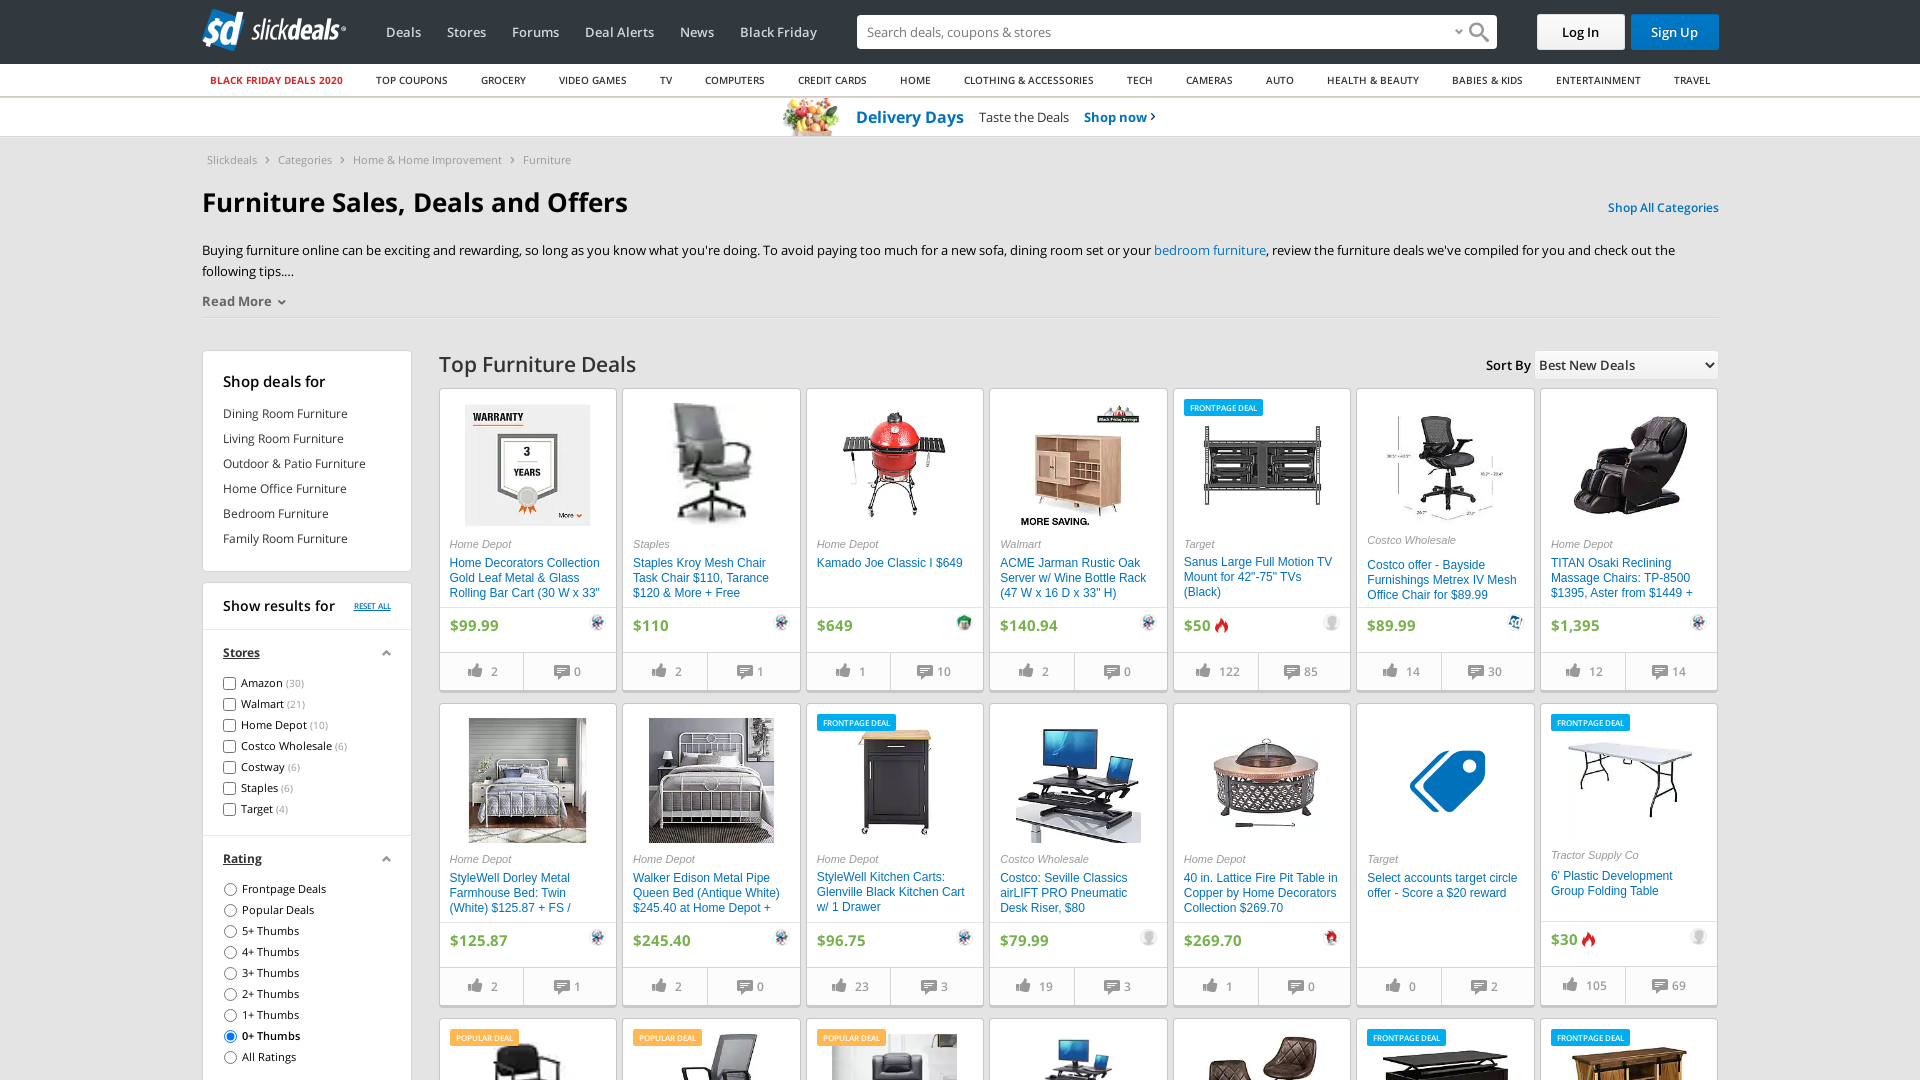 slickdeals
Deals
Stores
Forums
Deal Alerts
News
Black Friday
Search deals, coupons & stores
Log In
Sign Up
BLACK FRIDAY DEALS 2020
TOP COUPONS
GROCERY
VIDEO GAMES
TV
COMPUTERS
CREDIT CARDS
HOME
CLOTHING & ACCESSORIES
TECH
CAMERAS
AUTO
HEALTH & BEAUTY
BABIES & KIDS
ENTERTAINMENT
TRAVEL
Delivery Days Taste the Deals Shop now
Slickdeals > Categories > Home & Home Improvement > Furniture
Furniture Sales, Deals and Offers
Shop All Categories
Buying furniture online can be exciting and rewarding, so long as you know what you're doing. To avoid paying too much for a new sofa, dining room set or your bedroom furniture, review the furniture deals we've compiled for you and check out the
following tips....
Read More
Shop deals for
Dining Room Furniture
Living Room Furniture
Outdoor & Patio Furniture
Home Office Furniture
Bedroom Furniture
Family Room Furniture
Show results for
RESET ALL
Stores
Amazon (30)
Walmart (21)
Home Depot (10)
Costco Wholesale (6)
Costway (6)
Staples (6)
Target (4)
Rating
Frontpage Deals
Popular Deals
5+ Thumbs
4+ Thumbs
3+ Thumbs
2+ Thumbs
1+ Thumbs
0+ Thumbs
All Ratings
Top Furniture Deals
Sort By Best New Deals
WARRANTY
3
YEARS
More
Home Depot
Home Decorators Collection
Gold Leaf Metal & Glass
Rolling Bar Cart (30 W x 33"
$99.99
2
0
Staples
Staples Kroy Mesh Chair
Task Chair $110, Tarance
$120 & More + Free
$110
2
1
Home Depot
Kamado Joe Classic I $649
$649
1
10
MORE SAVING.
Walmart
ACME Jarman Rustic Oak
Server w/ Wine Bottle Rack
(47 W x 16 D x 33" H)
$140.94
2
0
FRONTPAGE DEAL
Target
Sanus Large Full Motion TV
Mount for 42"-75" TVs
(Black)
$50
122
85
Costco Wholesale
Costco offer - Bayside
Furnishings Metrex IV Mesh
Office Chair for $89.99
$89.99
14
30
Home Depot
TITAN Osaki Reclining
Massage Chairs: TP-8500
$1395, Aster from $1449 +
$1,395
12
14
Home Depot
StyleWell Dorley Metal
Farmhouse Bed: Twin
(White) $125.87 + FS /
$125.87
2
1
Home Depot
Walker Edison Metal Pipe
Queen Bed (Antique White)
$245.40 at Home Depot +
$245.40
2
0
FRONTPAGE DEAL
Home Depot
StyleWell Kitchen Carts:
Glenville Black Kitchen Cart
w/ 1 Drawer
$96.75
23
3
Costco Wholesale
Costco: Seville Classics
airLIFT PRO Pneumatic
Desk Riser, $80
$79.99
19
3
Home Depot
40 in. Lattice Fire Pit Table in
Copper by Home Decorators
Collection $269.70
$269.70
1
0
Target
Select accounts target circle
offer - Score a $20 reward
0
2
FRONTPAGE DEAL
Tractor Supply Co
6' Plastic Development
Group Folding Table
$30
105
69
POPULAR DEAL
POPULAR DEAL
POPULAR DEAL
FRONTPAGE DEAL
FRONTPAGE DEAL